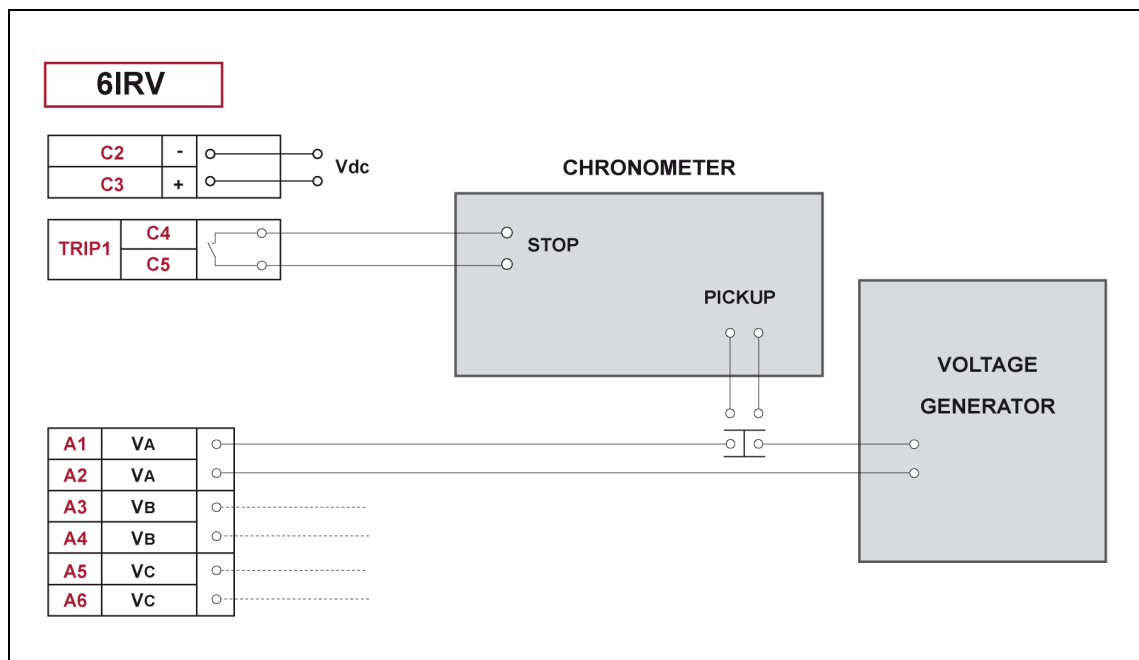 6IRV
C2 -
C3 +
Vdc
TRIP1
C4
C5
CHRONOMETER
STOP
PICKUP
VOLTAGE
GENERATOR
A1 VA
A2 VA
A3 VB
A4 VB
A5 VC
A6 VC